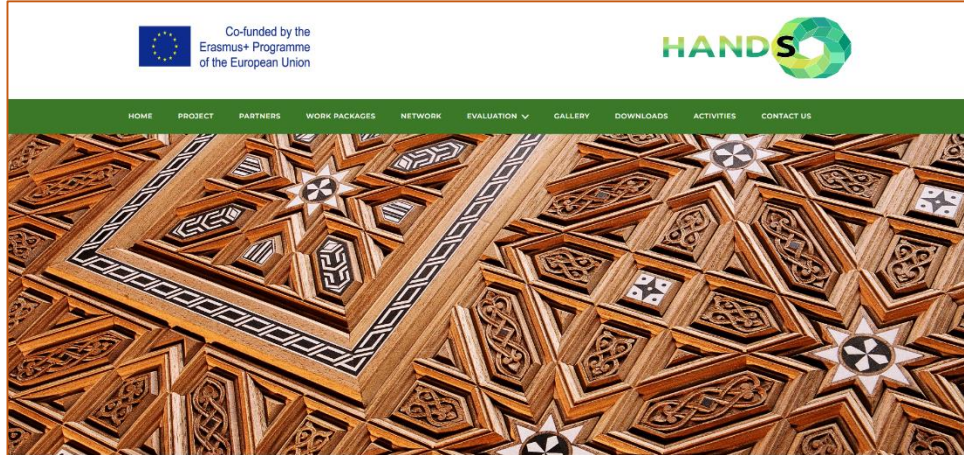 Co-funded by the
Erasmus+ Programme
of the European Union
HANDS
HOME PROJECT PARTNERS WORK PACKAGES NETWORK EVALUATION GALLERY DOWNLOADS ACTIVITIES CONTACT US